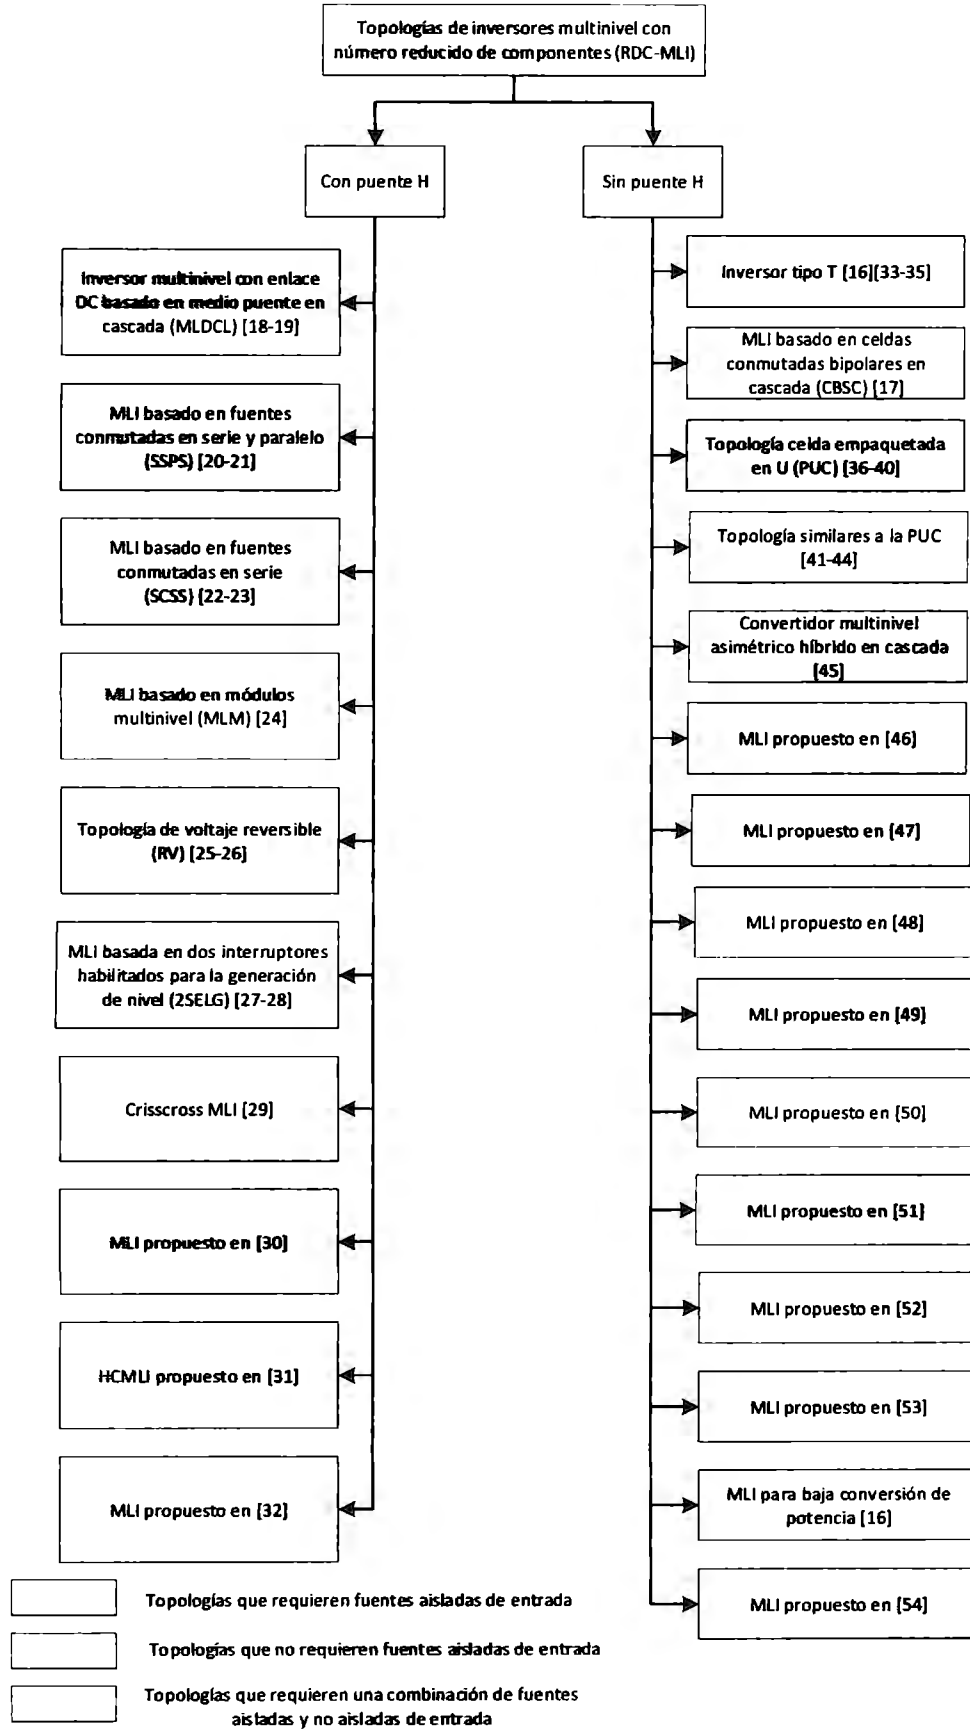 Topologías de inversores multinivel con
número reducido de componentes (RDC-MLI)
Con puente H
Sin puente H
Inversor multinivel con enlace
DC basado en medio puente en
cascada (MLDCL) [18-19]
MLI basado en fuentes
conmutadas en serie y paralelo
(SSPS) [20-21]
MLI basado en fuentes
conmutadas en serie
(SCSS) [22-23]
MLI basado en módulos
multinivel (MLM) [24]
Topología de voltaje reversible
(RV) [25-26]
MLI basada en dos interruptores
habilitados para la generación
de nivel (2SELG) [27-28]
Crisscross MLI [29]
MLI propuesto en [30]
HCMLI propuesto en [31]
MLI propuesto en [32]
Inversor tipo T [16][33-35]
MLI basado en celdas
conmutadas bipolares en
cascada (CBSC) [17]
Topología celda empaquetada
en U (PUC) [36-40]
Topología similares a la PUC
[41-44]
Convertidor multinivel
asimétrico híbrido en cascada
[45]
MLI propuesto en [46]
MLI propuesto en [47]
MLI propuesto en [48]
MLI propuesto en [49]
MLI propuesto en [50]
MLI propuesto en [51]
MLI propuesto en [52]
MLI propuesto en [53]
MLI para baja conversión de
potencia [16]
MLI propuesto en [54]
Topologías que requieren fuentes aisladas de entrada
Topologías que no requieren fuentes aisladas de entrada
Topologías que requieren una combinación de fuentes
aisladas y no aisladas de entrada